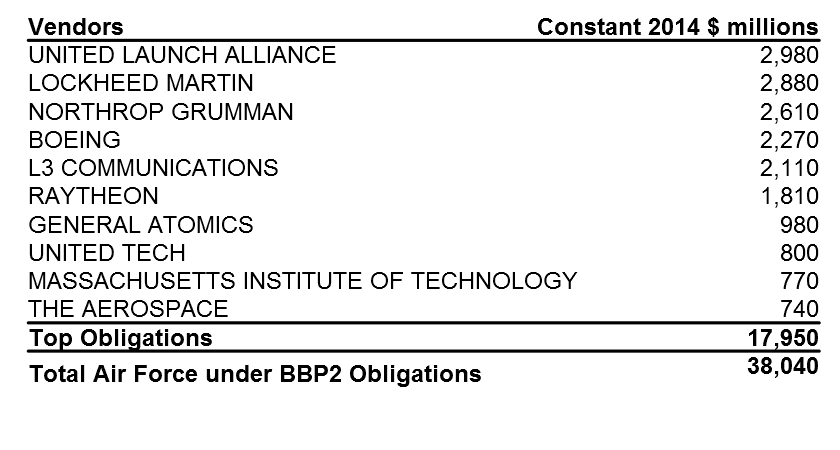 Vendors Constant 2014 $ millions
UNITED LAUNCH ALLIANCE 2,980
LOCKHEED MARTIN 2,880
NORTHROP GRUMMAN 2,610
BOEING 2,270
L3 COMMUNICATIONS 2,110
RAYTHEON 1,810
GENERAL ATOMICS 980
UNITED TECH 800
MASSACHUSETTS INSTITUTE OF TECHNOLOGY 770
THE AEROSPACE 740
Top Obligations 17,950
Total Air Force under BBP2 Obligations 38,040